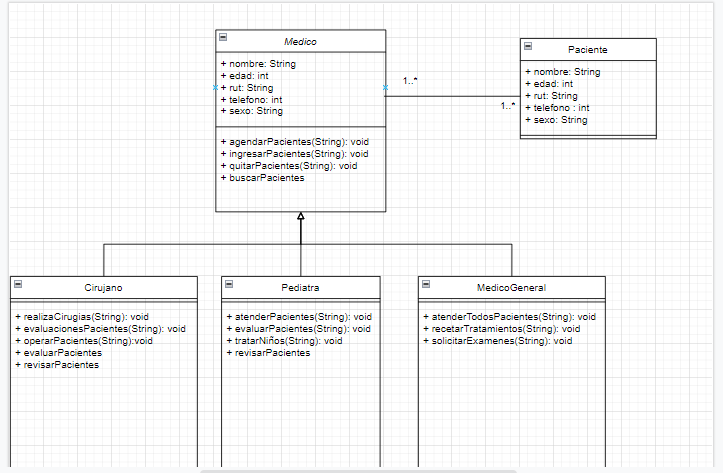 Medico
+ nombre: String
+ edad: int
+ rut: String
+ telefono: int
+ sexo: String
+ agendarPacientes(String): void
+ ingresarPacientes(String): void
+ quitarPacientes(String): void
+ buscarPacientes
1..*
1..*
Paciente
+ nombre: String
+ edad: int
+ rut: String
+ telefono : int
+ sexo: String
Cirujano
+ realizaCirugias(String): void
+ evaluacionesPacientes(String): void
+ operarPacientes(String):void
+ evaluarPacientes
+ revisarPacientes
Pediatra
+ atenderPacientes(String): void
+ evaluarPacientes(String): void
+ tratarNiños(String): void
+ revisarPacientes
MedicoGeneral
+ atenderTodosPacientes(String): void
+ recetarTratamientos(String): void
+ solicitarExamenes(String): void